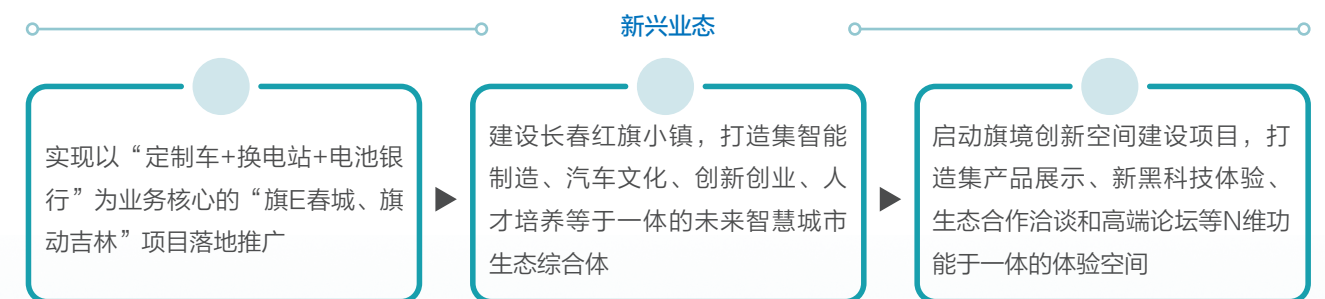 新兴业态
实现以“定制车+换电站+电池银
行”为业务核心的“旗E春城、旗
动吉林”项目落地推广
建设长春红旗小镇，打造集智能
制造、汽车文化、创新创业、人
才培养等于一体的未来智慧城市
生态综合体
启动旗境创新空间建设项目，打
造集产品展示、新黑科技体验、
生态合作洽谈和高端论坛等N维功
能于一体的体验空间